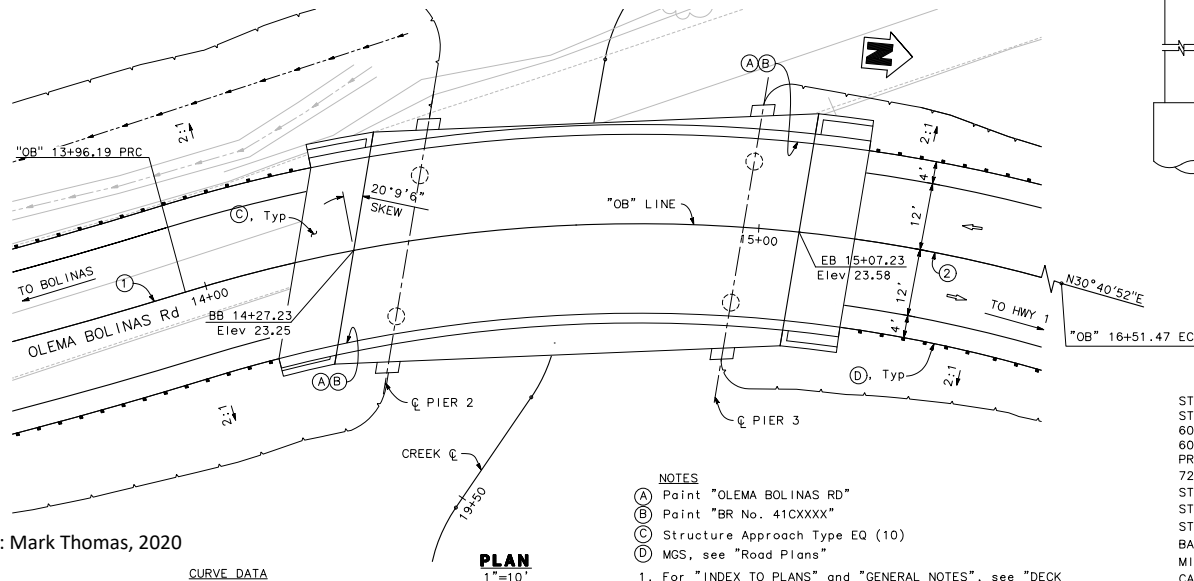 N
A B
2:1
2:1
"OB" 13+96.19 PRC
4'
20°9'6"
SKEW
12'
C, Typ
"OB" LINE
15+00
TO BOLINAS
1
EB 15+07.23
Elev 23.58
2
14+00
N30°40'52"E
12'
BB 14+27.23
Elev 23.25
TO HWY 1
OLEMA BOLINAS Rd
4'
"OB" 16+51.47 EC
A B
D, Typ
2:1
2:1
℄ PIER 2
℄ PIER 3
CREEK ℄
19+50
NOTES
A Paint "OLEMA BOLINAS RD"
B Paint "BR No. 41CXXXX"
C Structure Approach Type EQ (10)
D MGS, see "Road Plans"
1. For "INDEX TO PLANS" and "GENERAL NOTES", see "DECK
: Mark Thomas, 2020
PLAN
1"=10'
CURVE DATA
ST
ST
60
60
PR
72
ST
ST
ST
BA
MI
CA